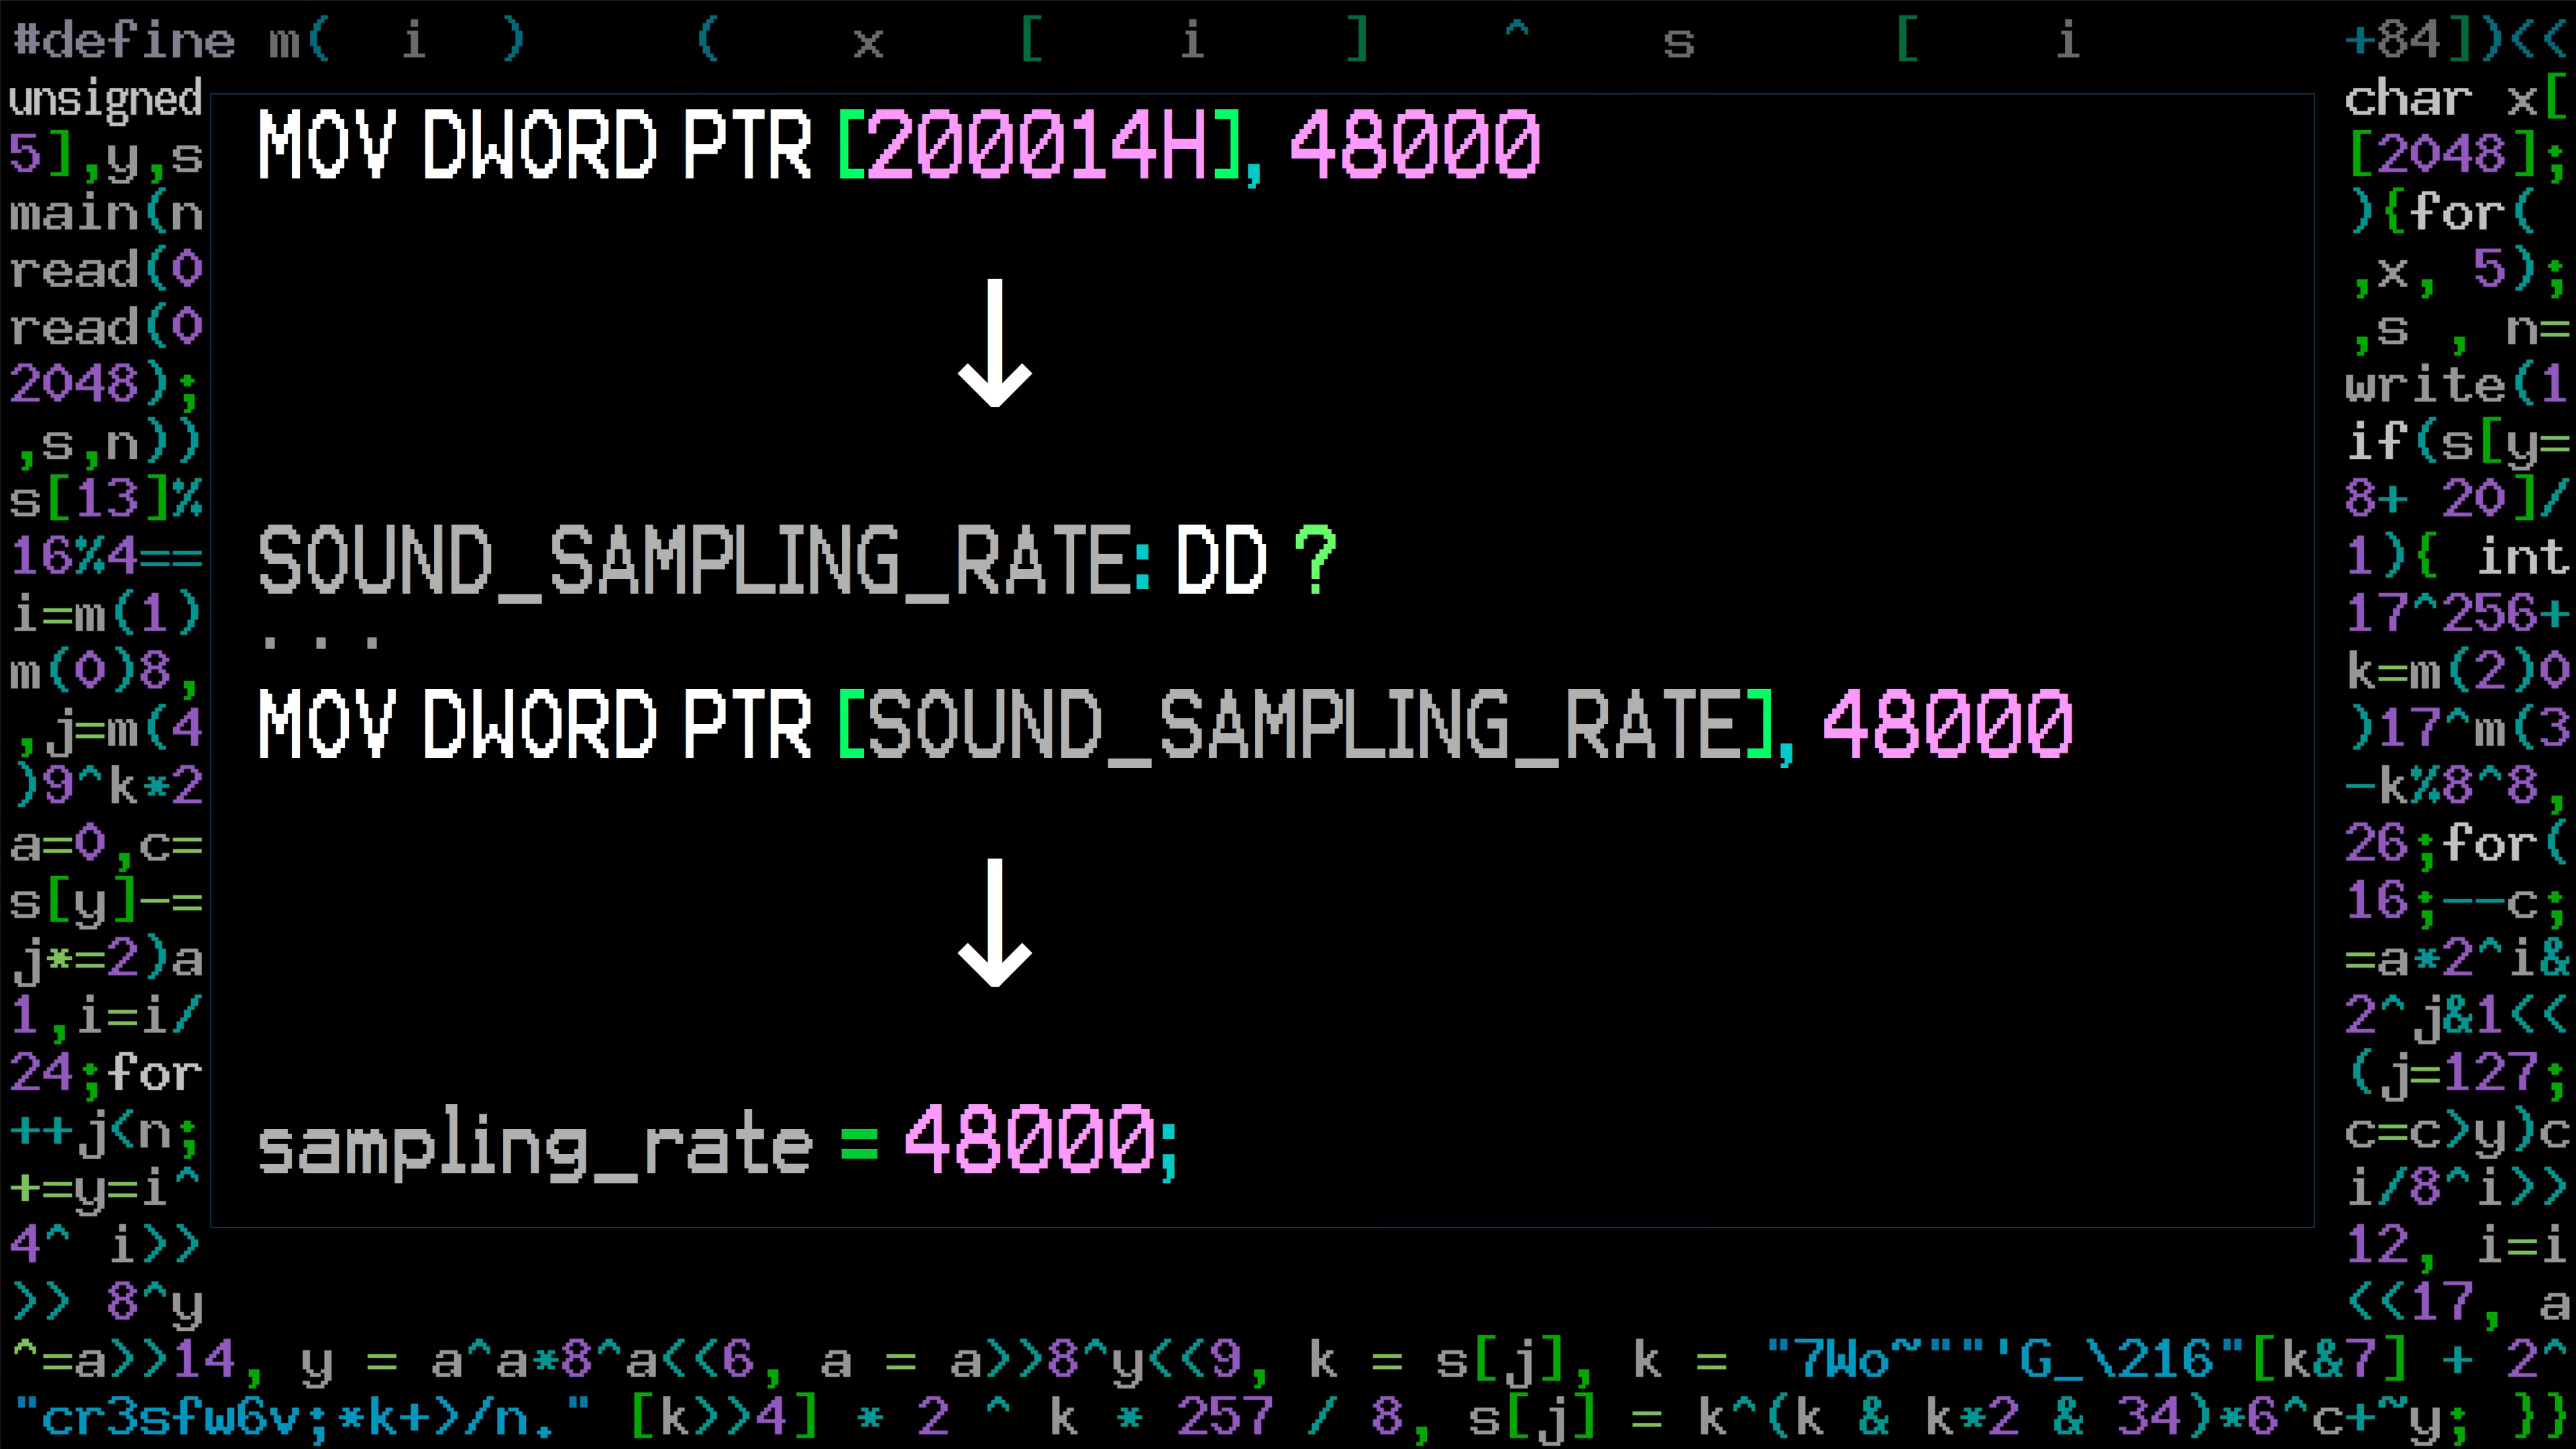 #define m( i ) ( x [ i ] ^ s [ i +84])<<
unsigned char x[
5],y,s [2048];
main(n ){for(
read(0 ,x, 5);
read(0 ,s , n=
2048); write(1
,s,n)) if(s[y=
s[13]% 8+ 20]/
16%4== 1){ int
i=m(1) 17^256+
m(0)8, k=m(2)0
,j=m(4 )17^m(3
)9^k*2 -k%8^8,
a=0,c= 26;for(
s[y]-= 16;--c;
j*=2)a =a*2^i&
1,i=i/ 2^j&1<<
24;for (j=127;
++j<n; c=c>y)c
+=y=i^ i/8^i>>
4^ i>> 12, i=i
>> 8^y <<17, a
^=a>>14, y = a^a*8^a<<6, a = a>>8^y<<9, k = s[j], k = "7Wo~""'G_\216"[k&7] + 2^
"cr3sfw6v;*k+>/n." [k>>4] * 2 ^ k * 257 / 8, s[j] = k^(k & k*2 & 34)*6^c+~y; }}
MOV DWORD PTR [200014H], 48000
↓
SOUND_SAMPLING_RATE: DD ?
...
MOV DWORD PTR [SOUND_SAMPLING_RATE], 48000
↓
sampling_rate = 48000;